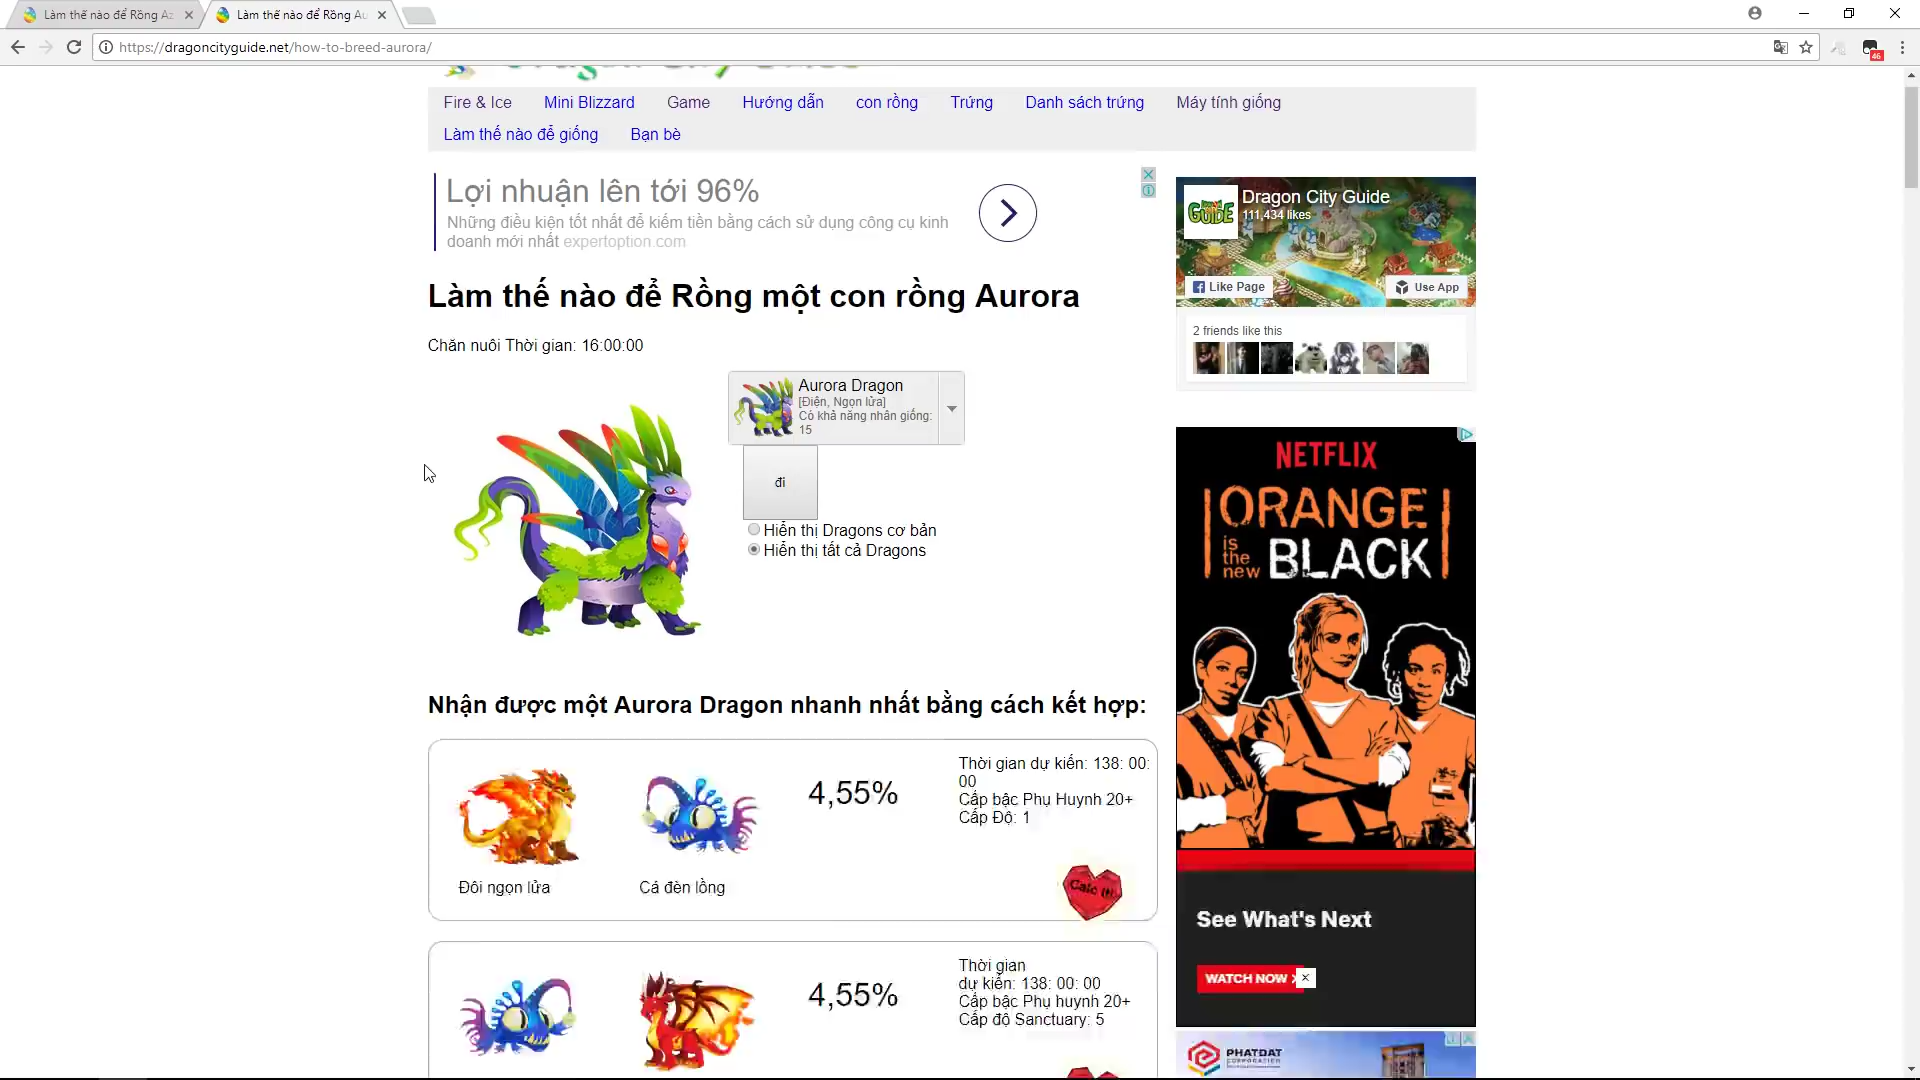 Làm thế nào để Rồng Az
Làm thế nào để Rồng Au
https://dragoncityguide.net/how-to-breed-aurora/
46
Fire & Ice Mini Blizzard Game Hướng dẫn con rồng Trứng Danh sách trứng Máy tính giống
Làm thế nào để giống Bạn bè
Lợi nhuận lên tới 96%
Những điều kiện tốt nhất để kiếm tiền bằng cách sử dụng công cụ kinh
doanh mới nhất expertoption.com
Làm thế nào để Rồng một con rồng Aurora
Chăn nuôi Thời gian: 16:00:00
Aurora Dragon
[Điện, Ngọn lửa]
Có khả năng nhân giống:
15
đi
Hiển thị Dragons cơ bản
Hiển thị tất cả Dragons
Nhận được một Aurora Dragon nhanh nhất bằng cách kết hợp:
4,55%
Thời gian dự kiến: 138: 00:
00
Cấp bậc Phụ Huynh 20+
Cấp Độ: 1
Đôi ngọn lửa
Cá đèn lồng
Calc It!
4,55%
Thời gian
dự kiến: 138: 00: 00
Cấp bậc Phụ huynh 20+
Cấp độ Sanctuary: 5
GUIDE
Dragon City Guide
111,434 likes
Like Page
Use App
2 friends like this
NETFLIX
ORANGE
is
the
new
BLACK
See What's Next
WATCH NOW
PHATDAT
CORPORATION